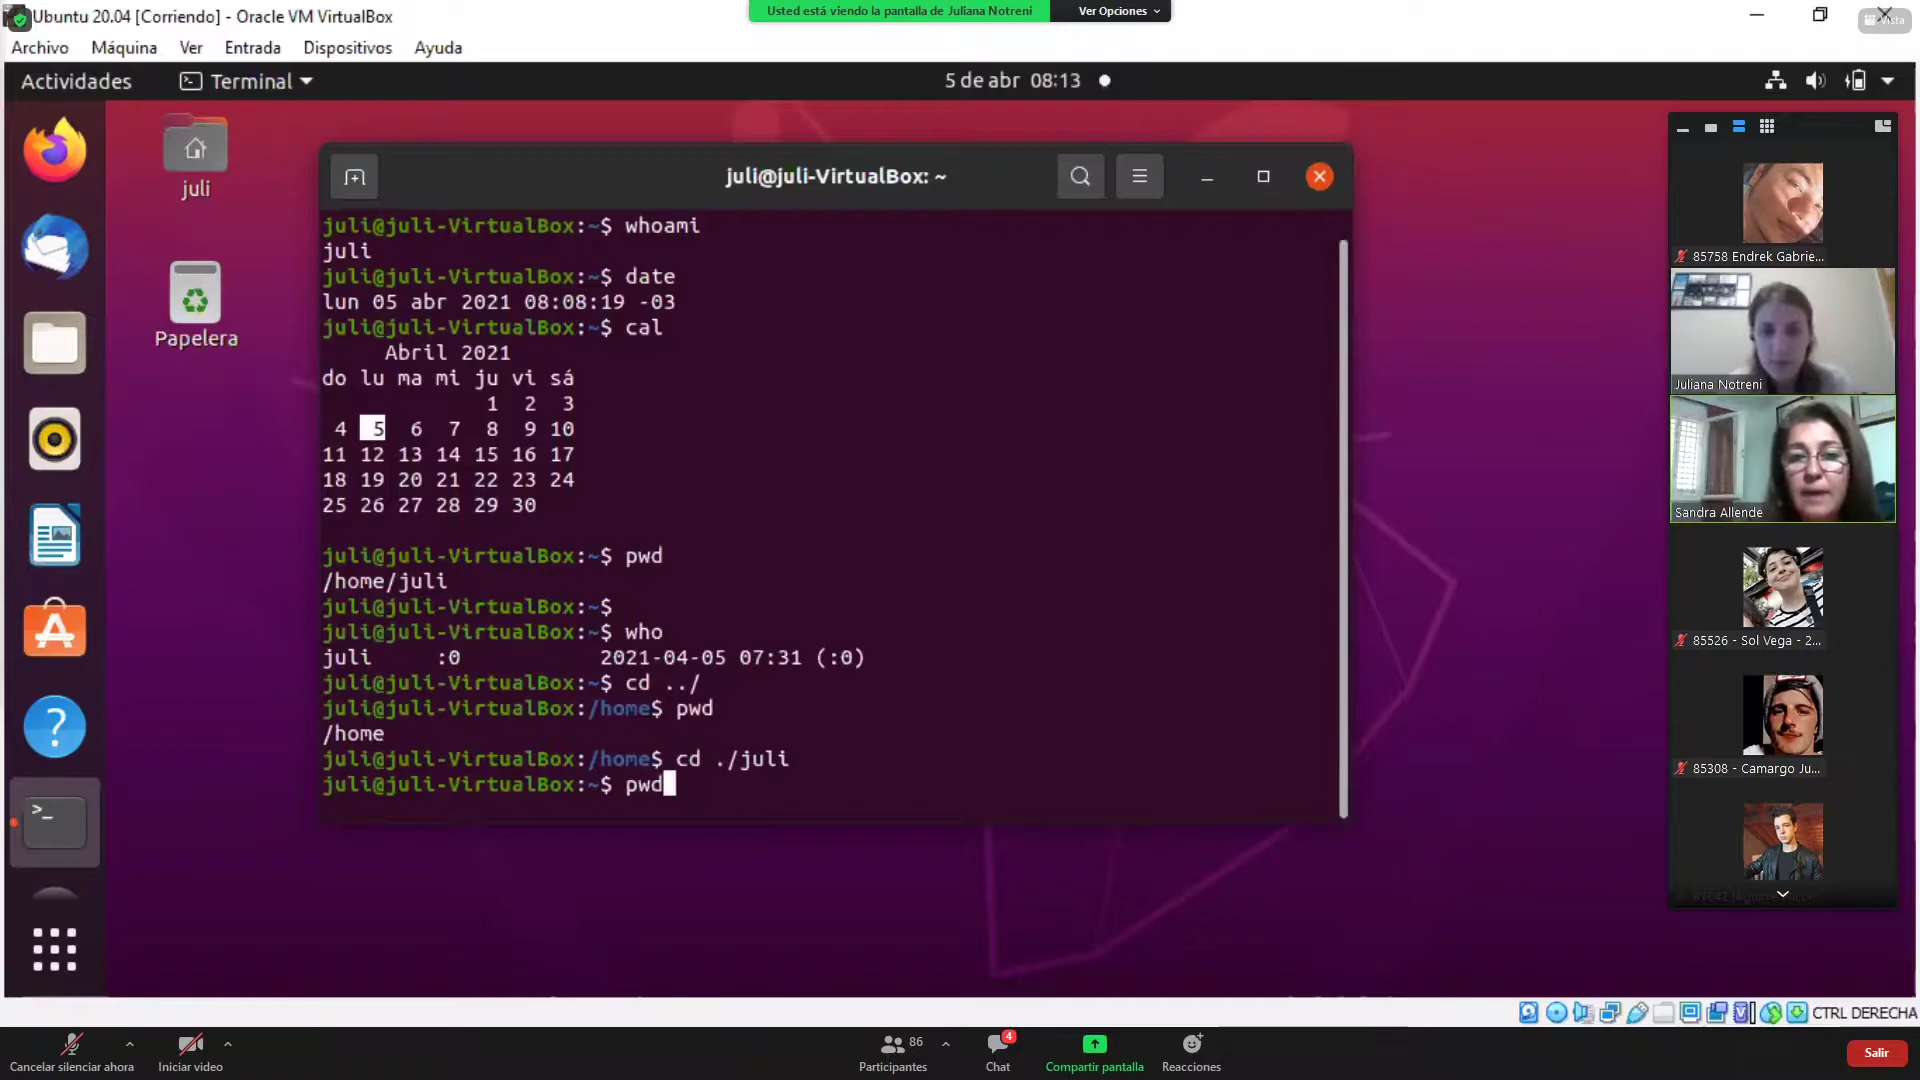 Ubuntu 20.04 [Corriendo] - Oracle VM VirtualBox
Usted está viendo la pantalla de Juliana Notreni
Ver Opciones
Vista
Archivo Máquina Ver Entrada Dispositivos Ayuda
Actividades
Terminal
5 de abr 08:13
juli
Papelera
juli@juli-VirtualBox: ~
juli@juli-VirtualBox:~$ whoami
juli
juli@juli-VirtualBox:~$ date
lun 05 abr 2021 08:08:19 -03
juli@juli-VirtualBox:~$ cal
Abril 2021
do lu ma mi ju vi sá
1 2 3
4 5 6 7 8 9 10
11 12 13 14 15 16 17
18 19 20 21 22 23 24
25 26 27 28 29 30
juli@juli-VirtualBox:~$ pwd
/home/juli
juli@juli-VirtualBox:~$
juli@juli-VirtualBox:~$ who
juli :0 2021-04-05 07:31 (:0)
juli@juli-VirtualBox:~$ cd ../
juli@juli-VirtualBox:/home$ pwd
/home
juli@juli-VirtualBox:/home$ cd ./juli
juli@juli-VirtualBox:~$ pwd
85758 Endrek Gabrie...
Juliana Notreni
Sandra Allende
85526 - Sol Vega - 2...
85308 - Camargo Ju...
CTRL DERECHA
Cancelar silenciar ahora
Iniciar video
86
Participantes
4
Chat
Compartir pantalla
Reacciones
Salir